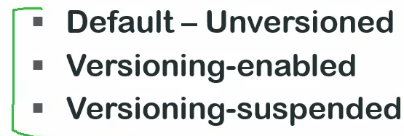 ▪ Default – Unversioned
▪ Versioning-enabled
▪ Versioning-suspended